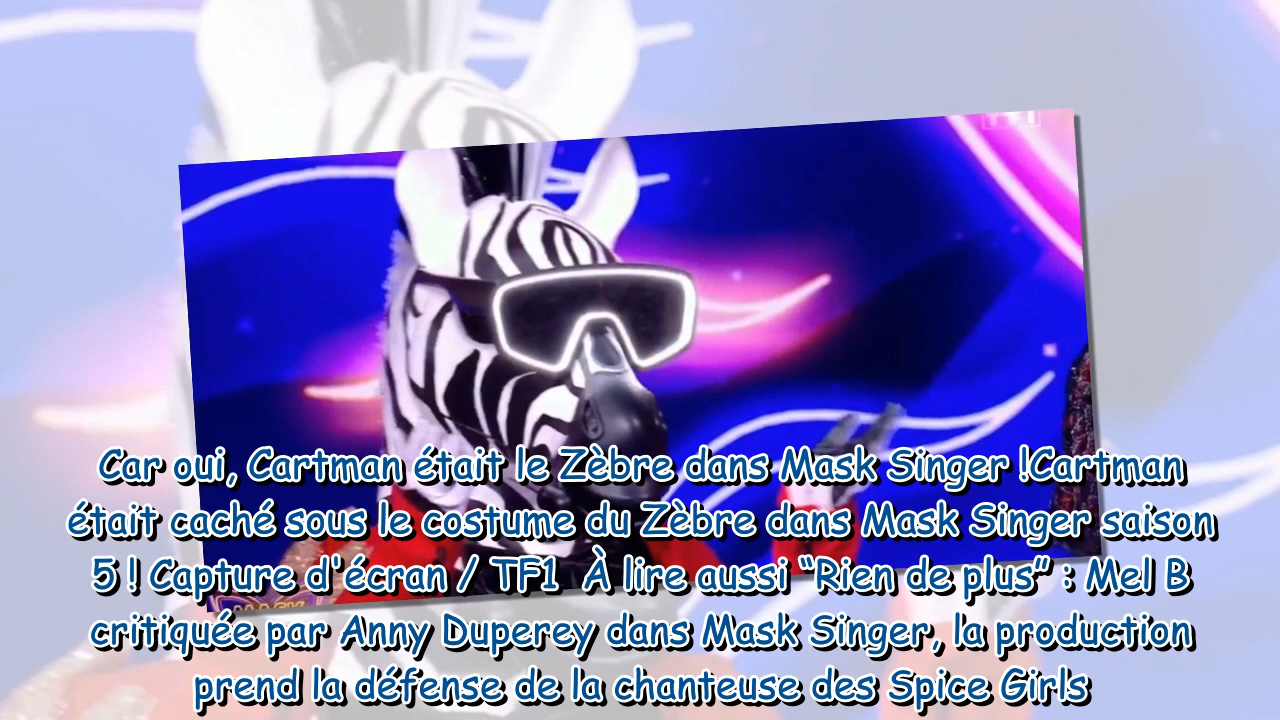 Car oui, Cartman était le Zèbre dans Mask Singer !Cartman
était caché sous le costume du Zèbre dans Mask Singer saison
5 ! Capture d'écran / TF1  À lire aussi “Rien de plus” : Mel B
critiquée par Anny Duperey dans Mask Singer, la production
prend la défense de la chanteuse des Spice Girls